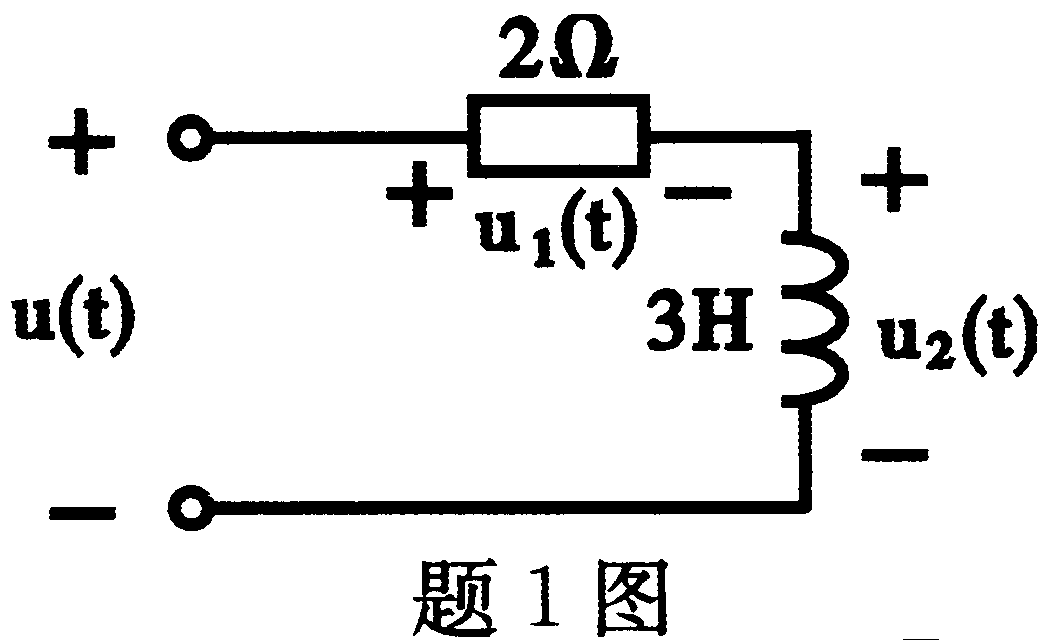 2Ω
+
+ u₁(t) −
+
u(t)
3H
u₂(t)
−
−
题1图